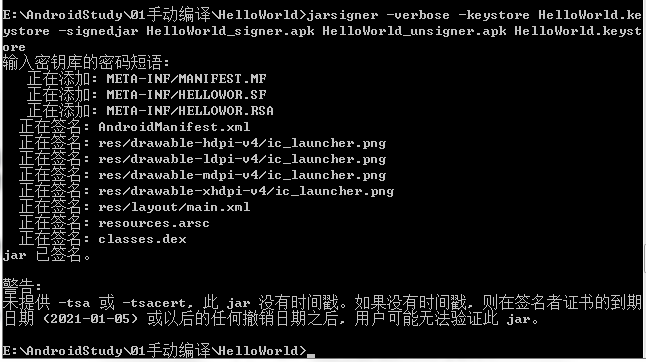 E:\AndroidStudy\01手动编译\HelloWorld>jarsigner -verbose -keystore HelloWorld.ke
ystore -signedjar HelloWorld_signer.apk HelloWorld_unsigner.apk HelloWorld.keyst
ore
输入密钥库的密码短语:
正在添加: META-INF/MANIFEST.MF
正在添加: META-INF/HELLOWOR.SF
正在添加: META-INF/HELLOWOR.RSA
正在签名: AndroidManifest.xml
正在签名: res/drawable-hdpi-v4/ic_launcher.png
正在签名: res/drawable-ldpi-v4/ic_launcher.png
正在签名: res/drawable-mdpi-v4/ic_launcher.png
正在签名: res/drawable-xhdpi-v4/ic_launcher.png
正在签名: res/layout/main.xml
正在签名: resources.arsc
正在签名: classes.dex
jar 已签名。
警告:
未提供 -tsa 或 -tsacert, 此 jar 没有时间戳。如果没有时间戳, 则在签名者证书的到期
日期 (2021-01-05) 或以后的任何撤销日期之后, 用户可能无法验证此 jar。
E:\AndroidStudy\01手动编译\HelloWorld>